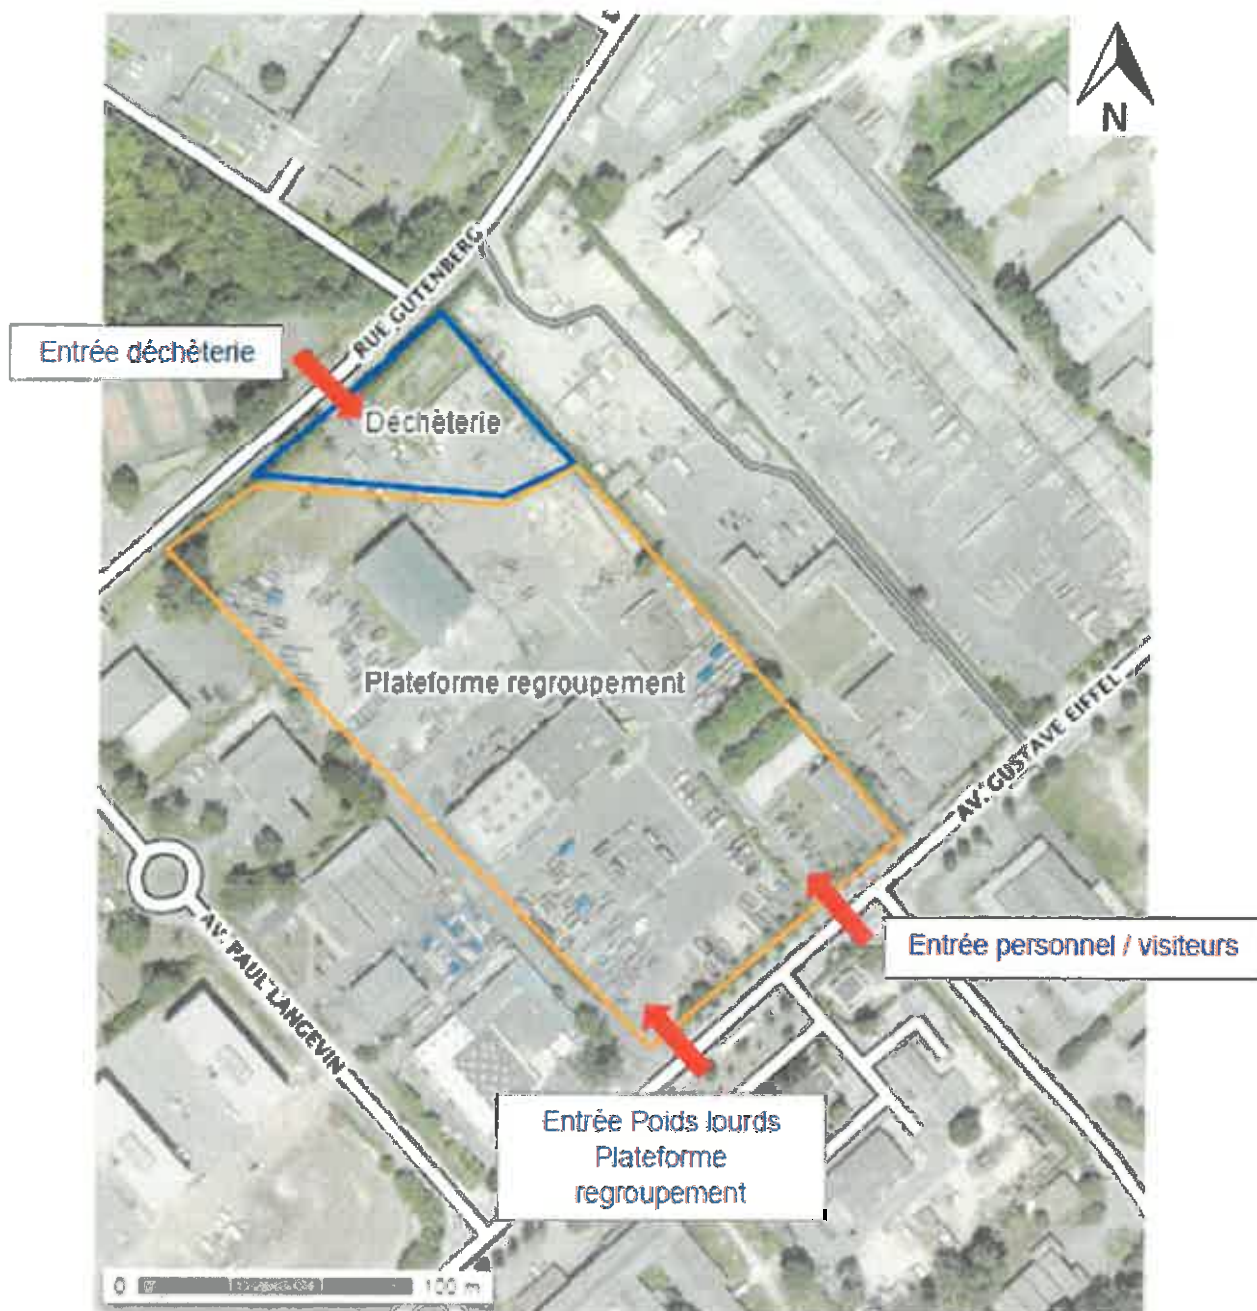 N
RUE GUTENBERG
Entrée déchèterie
Déchèterie
Plateforme regroupement
AV. GUSTAVE EIFFEL
Entrée personnel / visiteurs
AV. PAUL LANGEVIN
Entrée Poids lourds
Plateforme
regroupement
0
100 m